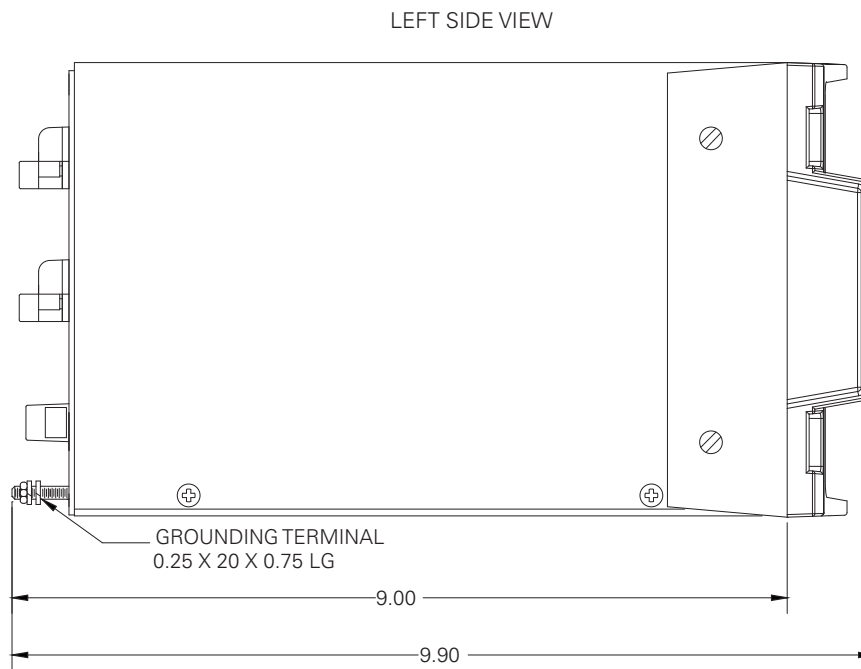 LEFT SIDE VIEW
GROUNDING TERMINAL
0.25 X 20 X 0.75 LG
9.00
9.90